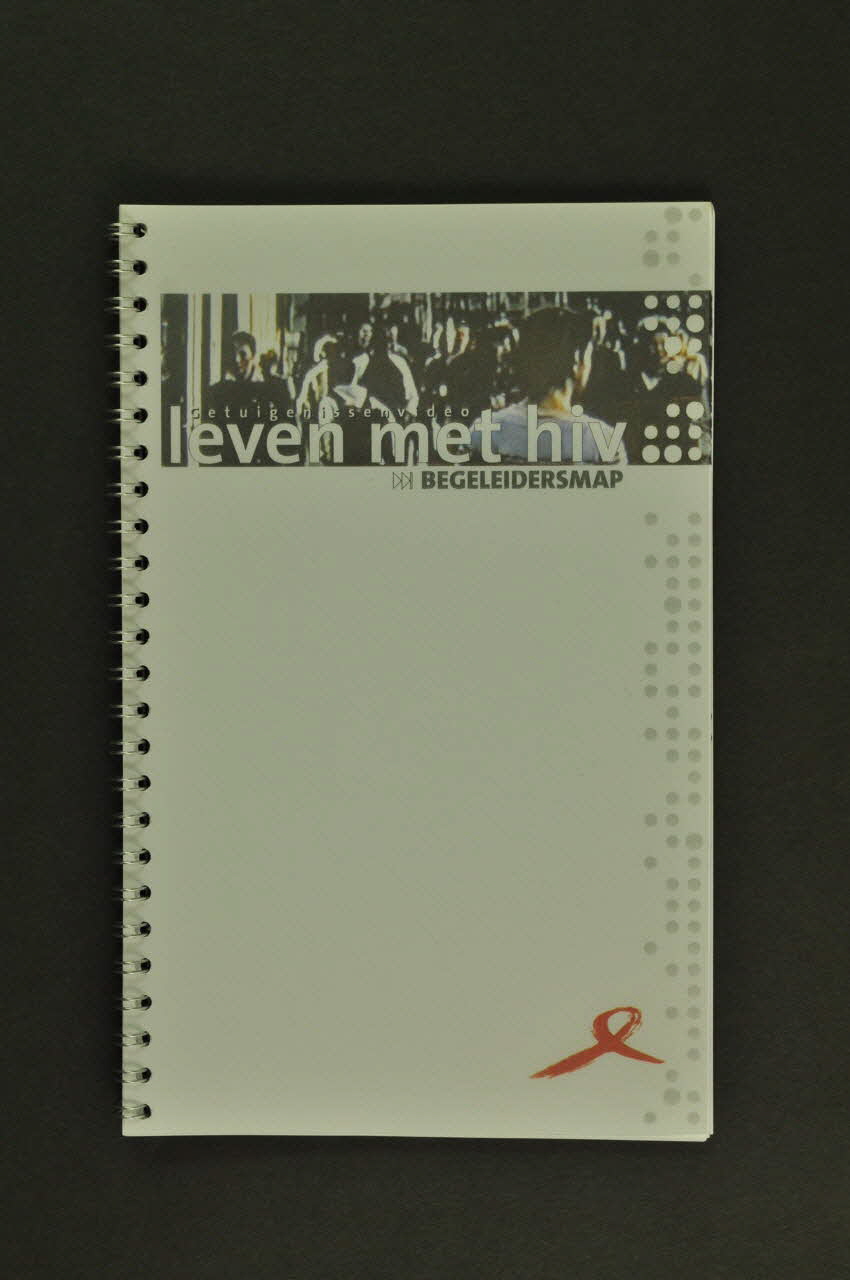 Getuigenissenvideo
leven met hiv
BEGELEIDERSMAP